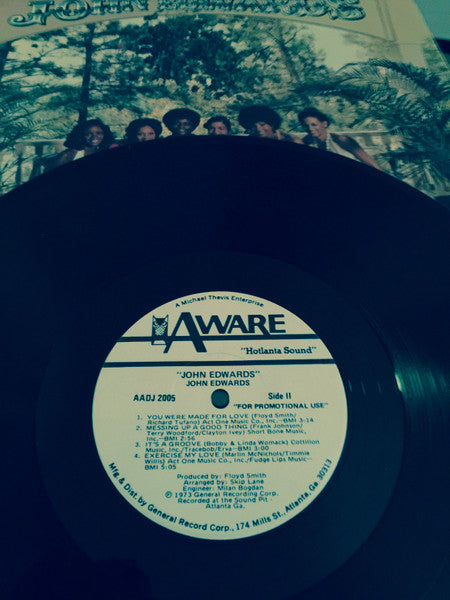 JOHN EDWARDS
A Michael Thevis Enterprise
AWARE
"Hotlanta Sound"
"JOHN EDWARDS"
JOHN EDWARDS
AADJ 2005 Side II
"FOR PROMOTIONAL USE"
1. YOU WERE MADE FOR LOVE (Floyd Smith/
Richard Tufano) Act One Music Co., Inc.—BMI 3:14
2. MESSING UP A GOOD THING (Frank Johnson/
Terry Woodford/Clayton Ivey) Short Bone Music,
Inc.—BMI 2:56
3. IT'S A GROOVE (Bobby & Linda Womack) Cotillion
Music, Inc./Tracebob/Erva—BMI 3:00
4. EXERCISE MY LOVE (Marlin McNichols/Timmie
Willis) Act One Music Co., Inc./Fudge Lips Music—
BMI 5:05
Produced by: Floyd Smith
Arranged by: Skip Lane
Engineer: Milan Bogdan
℗ 1973 General Recording Corp.
Recorded at the Sound Pit -
Atlanta Ga.
Mfg & Dist. by General Record Corp., 174 Mills St., Atlanta, Ga. 30313